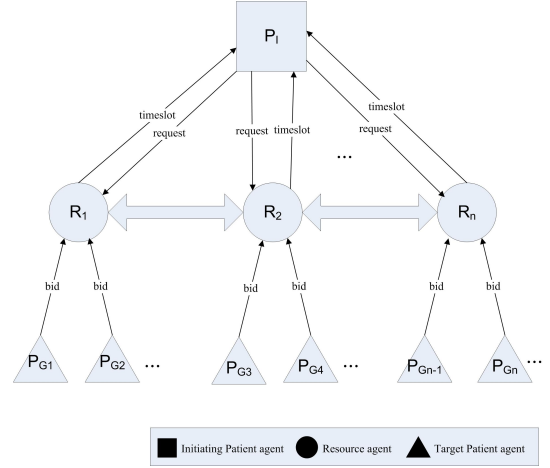 P_I
timeslot
timeslot
request
request
timeslot
request
...
R_1
R_2
R_n
bid
bid
bid
bid
bid
bid
P_G1
P_G2
...
P_G3
P_G4
...
P_Gn-1
P_Gn
...
Initiating Patient agent
Resource agent
Target Patient agent